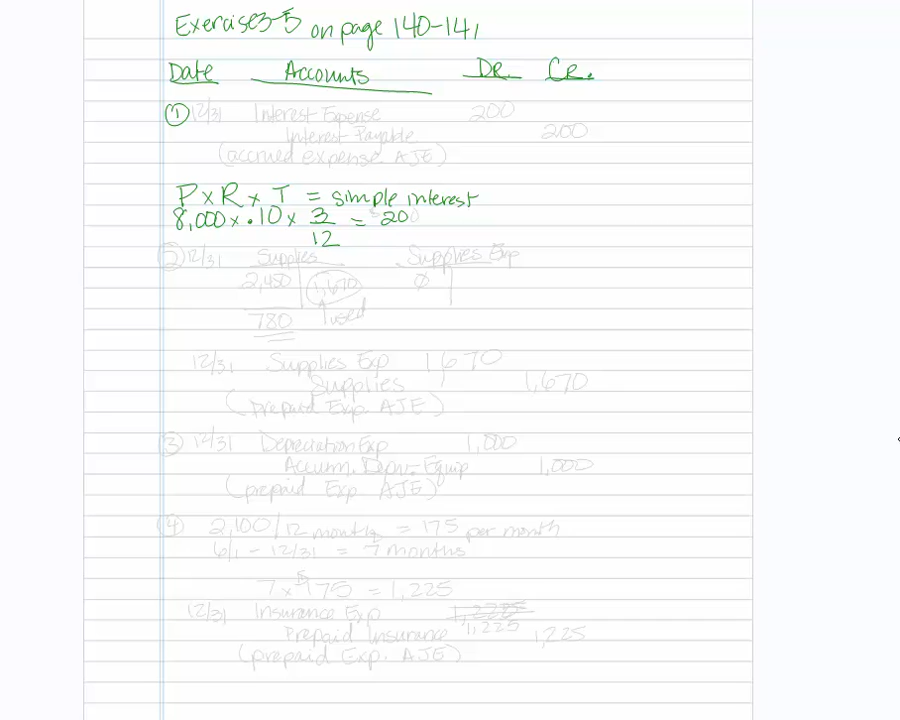 Exercise 3-5 on page 140-141
Date Accounts DR. CR.
① 12/31 Interest Expense 200
Interest Payable 200
(accrued expense AJE)
P x R x T = simple interest
8,000 x .10 x 3/12 = 200
② 12/31 Supplies Supplies Exp
2,450 1,670 0
780 used
12/31 Supplies Exp 1,670
Supplies 1,670
(prepaid Exp AJE)
③ 12/31 Depreciation Exp 1,000
Accum. Depr-Equip 1,000
(prepaid Exp AJE)
④ 2,100/12 months = 175 per month
6/1 - 12/31 = 7 months
7 x $175 = 1,225
12/31 Insurance Exp 1,225
Prepaid Insurance 1,225
(prepaid Exp. AJE)